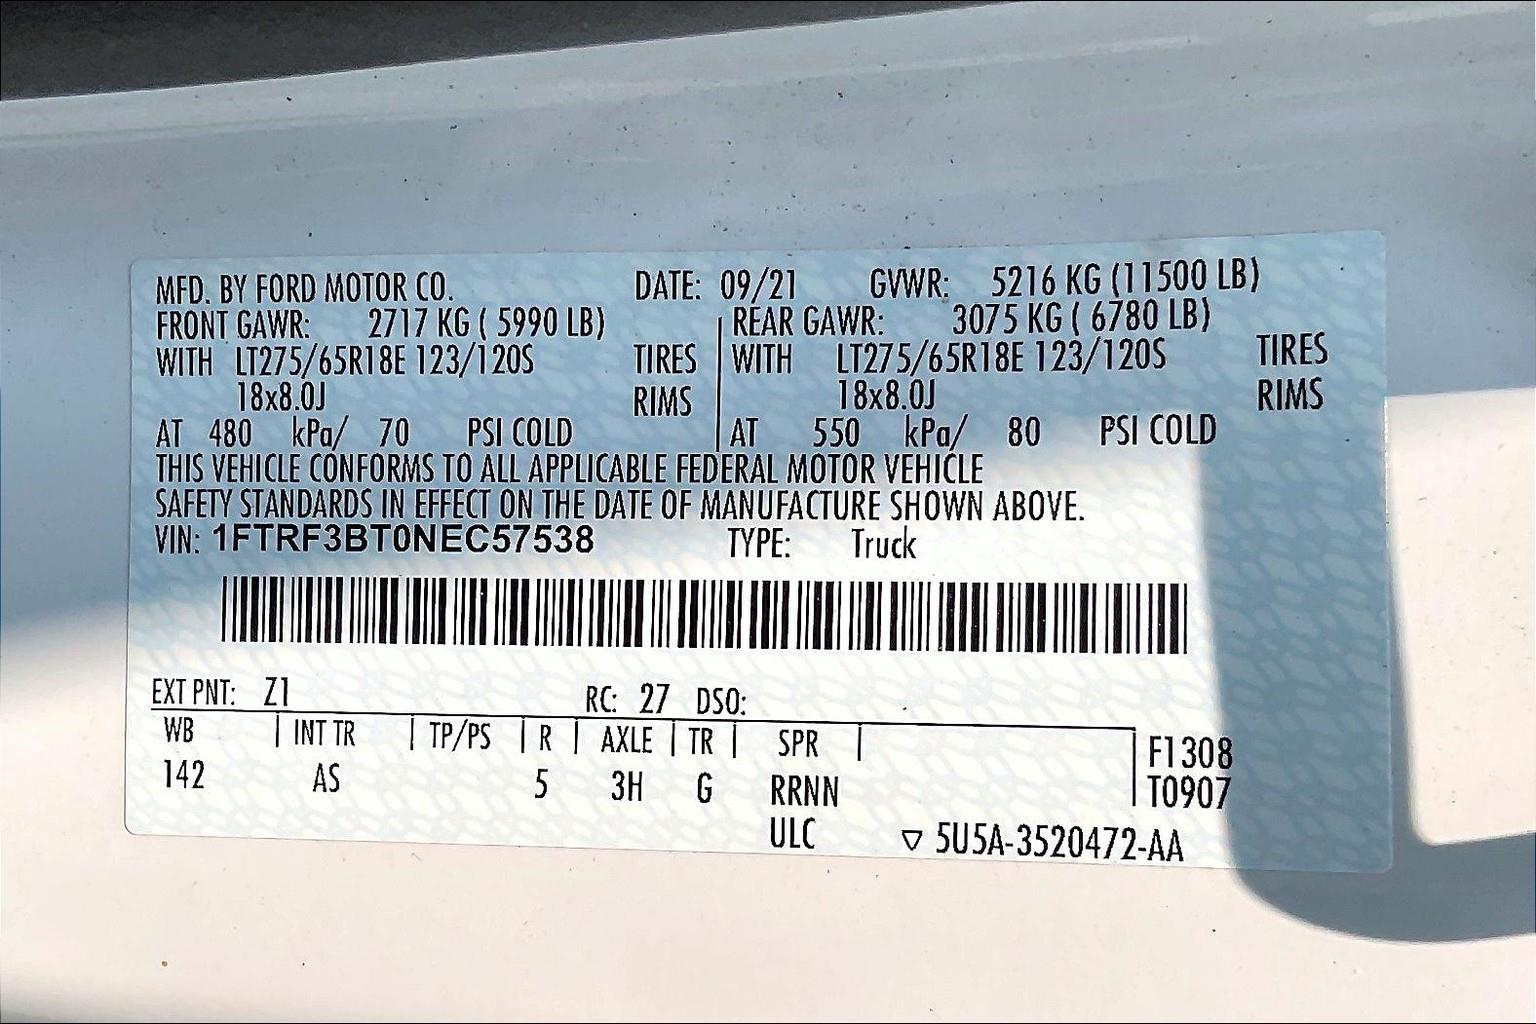 MFD. BY FORD MOTOR CO. DATE: 09/21 GVWR: 5216 KG (11500 LB)
FRONT GAWR: 2717 KG ( 5990 LB) REAR GAWR: 3075 KG ( 6780 LB)
WITH LT275/65R18E 123/120S TIRES WITH LT275/65R18E 123/120S TIRES
18x8.0J RIMS 18x8.0J RIMS
AT 480 kPa/ 70 PSI COLD AT 550 kPa/ 80 PSI COLD
THIS VEHICLE CONFORMS TO ALL APPLICABLE FEDERAL MOTOR VEHICLE
SAFETY STANDARDS IN EFFECT ON THE DATE OF MANUFACTURE SHOWN ABOVE.
VIN: 1FTRF3BT0NEC57538 TYPE: Truck
EXT PNT: Z1 RC: 27 DSO:
WB | INT TR | TP/PS | R | AXLE | TR | SPR | F1308
142 AS 5 3H G RRNN T0907
ULC ▽ 5U5A-3520472-AA